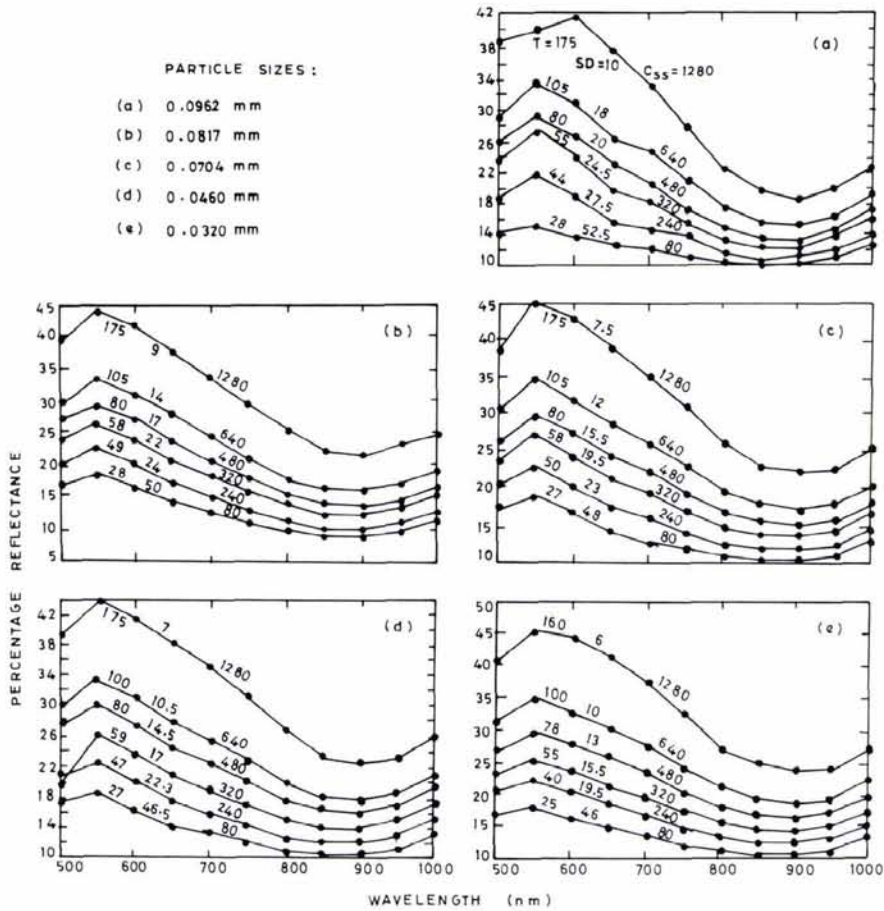 PARTICLE SIZES :
(a) 0.0962 mm
(b) 0.0817 mm
(c) 0.0704 mm
(d) 0.0460 mm
(e) 0.0320 mm
(a)
42
38
34
30
26
22
18
14
10
T = 175 SD = 10 Css = 1280
105 18 640
80 20 480
55 24.5 320
44 27.5 240
28 52.5 80
(b)
45
40
35
30
25
20
15
10
5
175 9 1280
105 14 640
80 17 480
58 22 320
49 24 240
28 50 80
(c)
45
40
35
30
25
20
15
10
175 7.5 1280
105 12 640
80 15.5 480
58 19.5 320
50 23 240
27 48 80
(d)
42
38
34
30
26
22
18
14
10
175 7 1280
100 10.5 640
80 14.5 480
59 17 320
47 22.3 240
27 46.5 80
500 600 700 800 900 1000
(e)
50
45
40
35
30
25
20
15
10
160 6 1280
100 10 640
78 13 480
55 15.5 320
40 19.5 240
25 46 80
500 600 700 800 900 1000
PERCENTAGE REFLECTANCE
WAVELENGTH (nm)